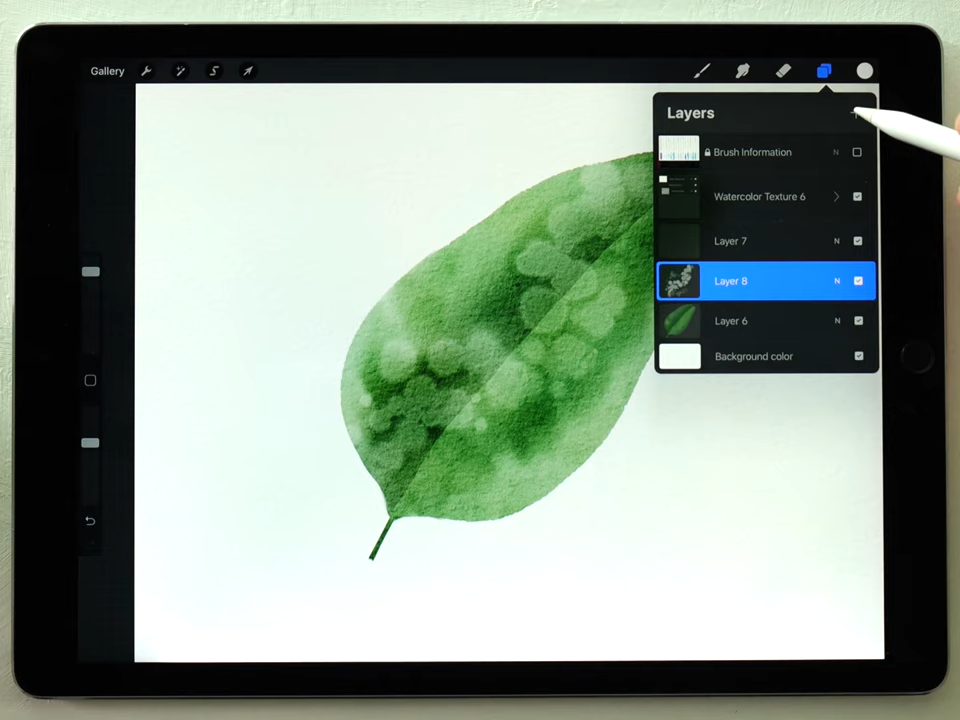 Gallery
Layers
Brush Information N
Watercolor Texture 6
Layer 7 N
Layer 8 N
Layer 6 N
Background color